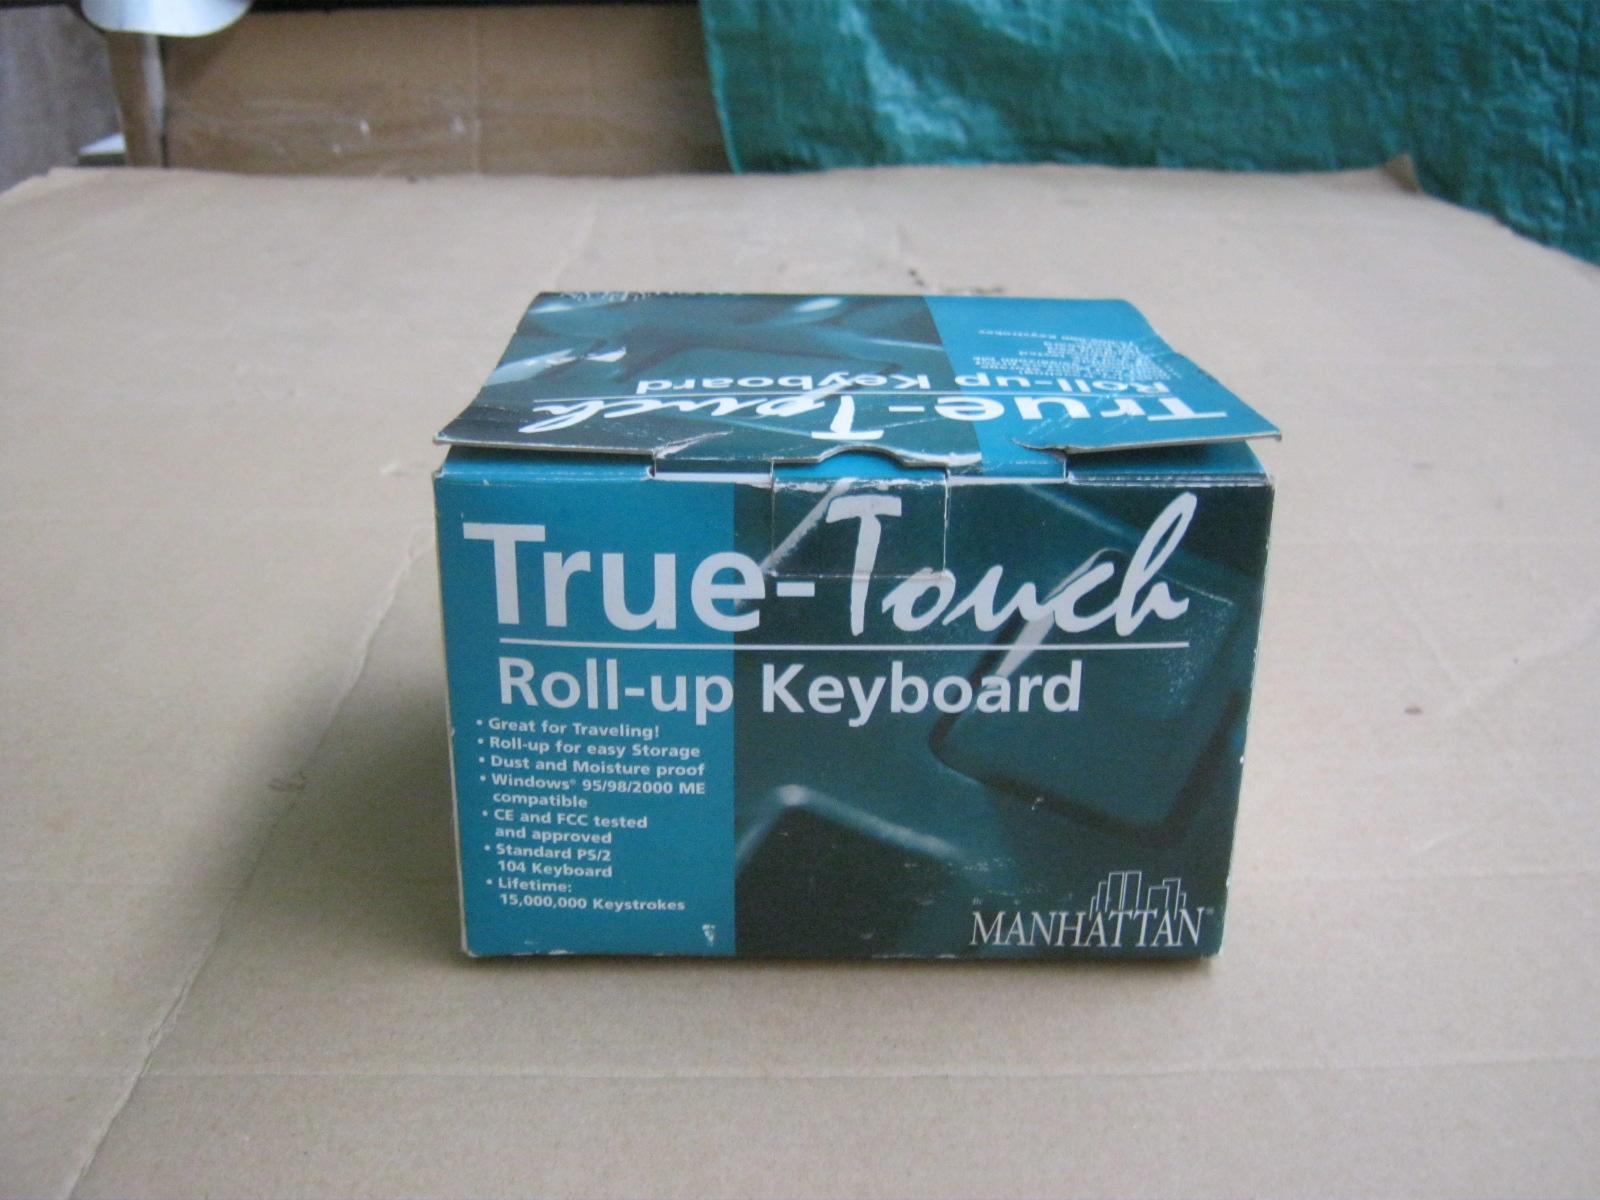 Roll-up Keyboard
True-Touch
True-Touch
Roll-up Keyboard
• Great for Traveling!
• Roll-up for easy Storage
• Dust and Moisture proof
• Windows® 95/98/2000 ME
compatible
• CE and FCC tested
and approved
• Standard PS/2
104 Keyboard
• Lifetime:
15,000,000 Keystrokes
MANHATTAN™